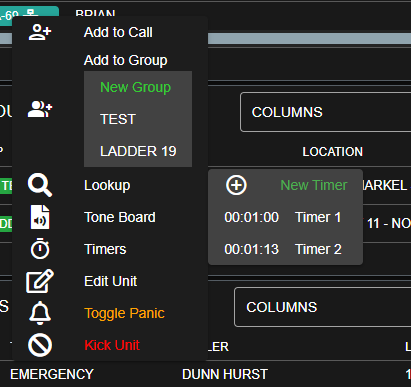 -60
BRIAN
Add to Call
Add to Group
New Group
TEST
LADDER 19
COLUMNS
LOCATION
Lookup
New Timer
ARKEL
Tone Board
00:01:00 Timer 1
11 - NO
Timers
00:01:13 Timer 2
Edit Unit
Toggle Panic
COLUMNS
Kick Unit
LER
EMERGENCY
DUNN HURST
1